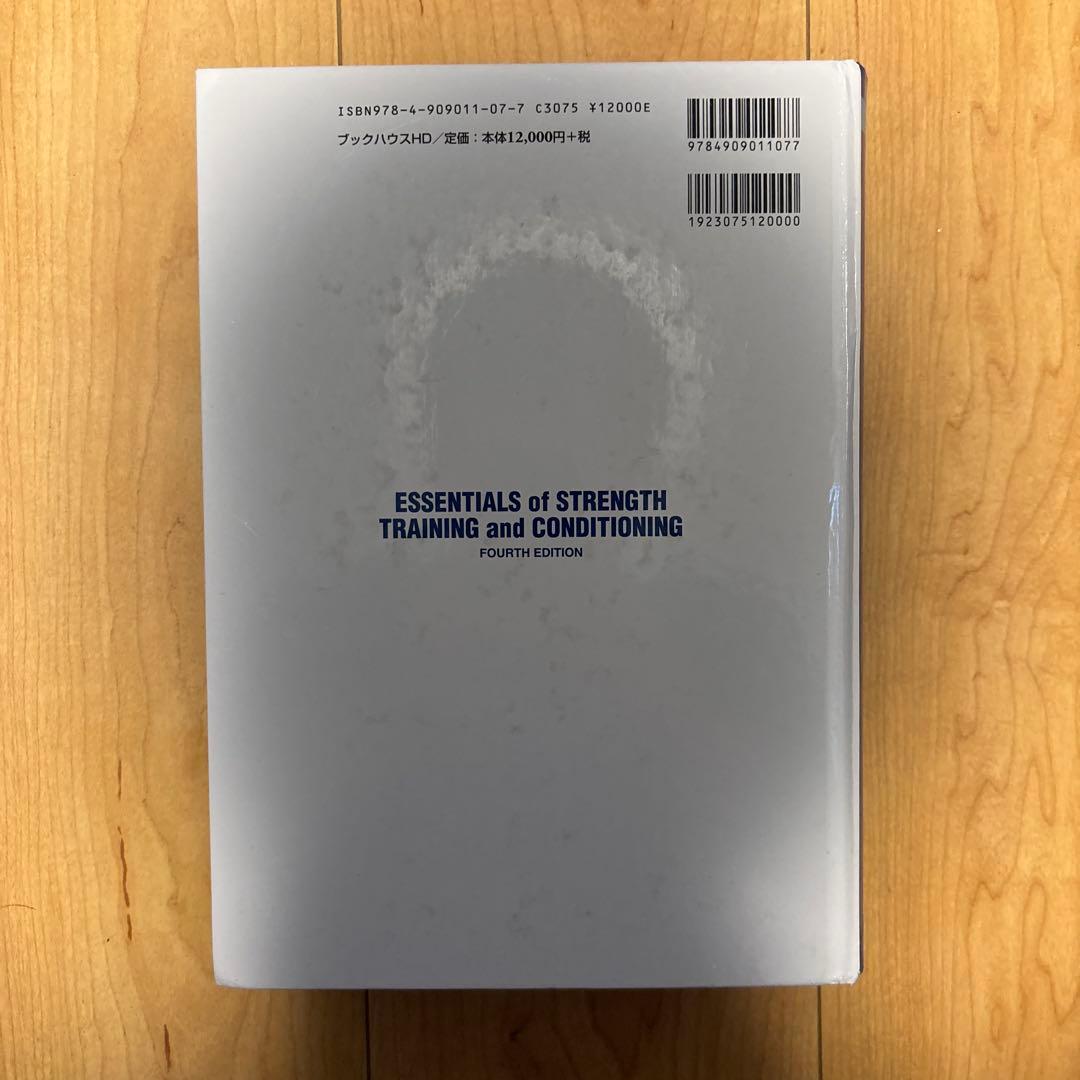 ISBN978-4-909011-07-7 C3075 ¥12000E
ブックハウスHD／定価：本体12,000円＋税
9784909011077
1923075120000
ESSENTIALS of STRENGTH
TRAINING and CONDITIONING
FOURTH EDITION